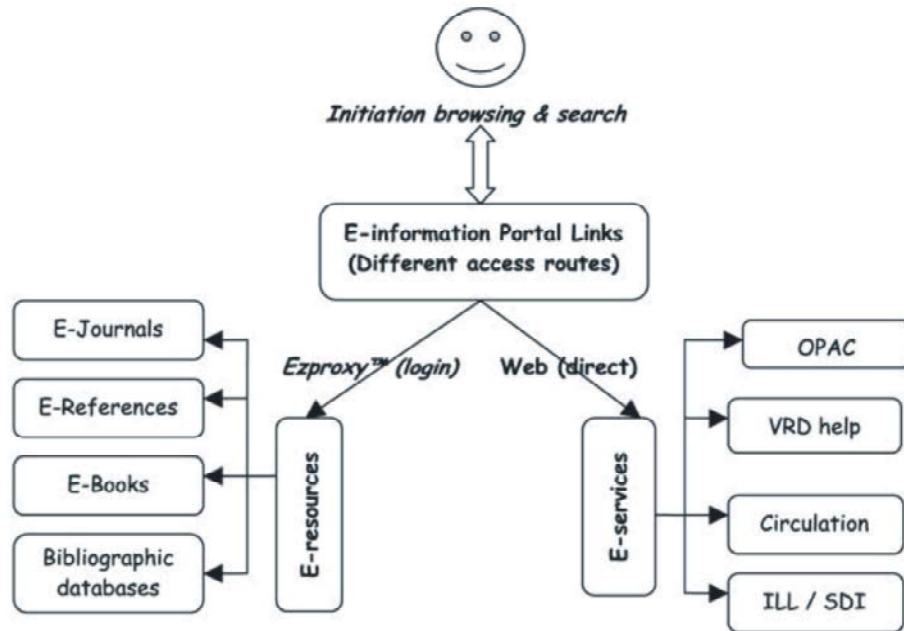 Initiation browsing & search
E-information Portal Links
(Different access routes)
Ezproxy™ (login)
Web (direct)
E-Journals
E-References
E-Books
Bibliographic
databases
E-resources
E-services
OPAC
VRD help
Circulation
ILL / SDI